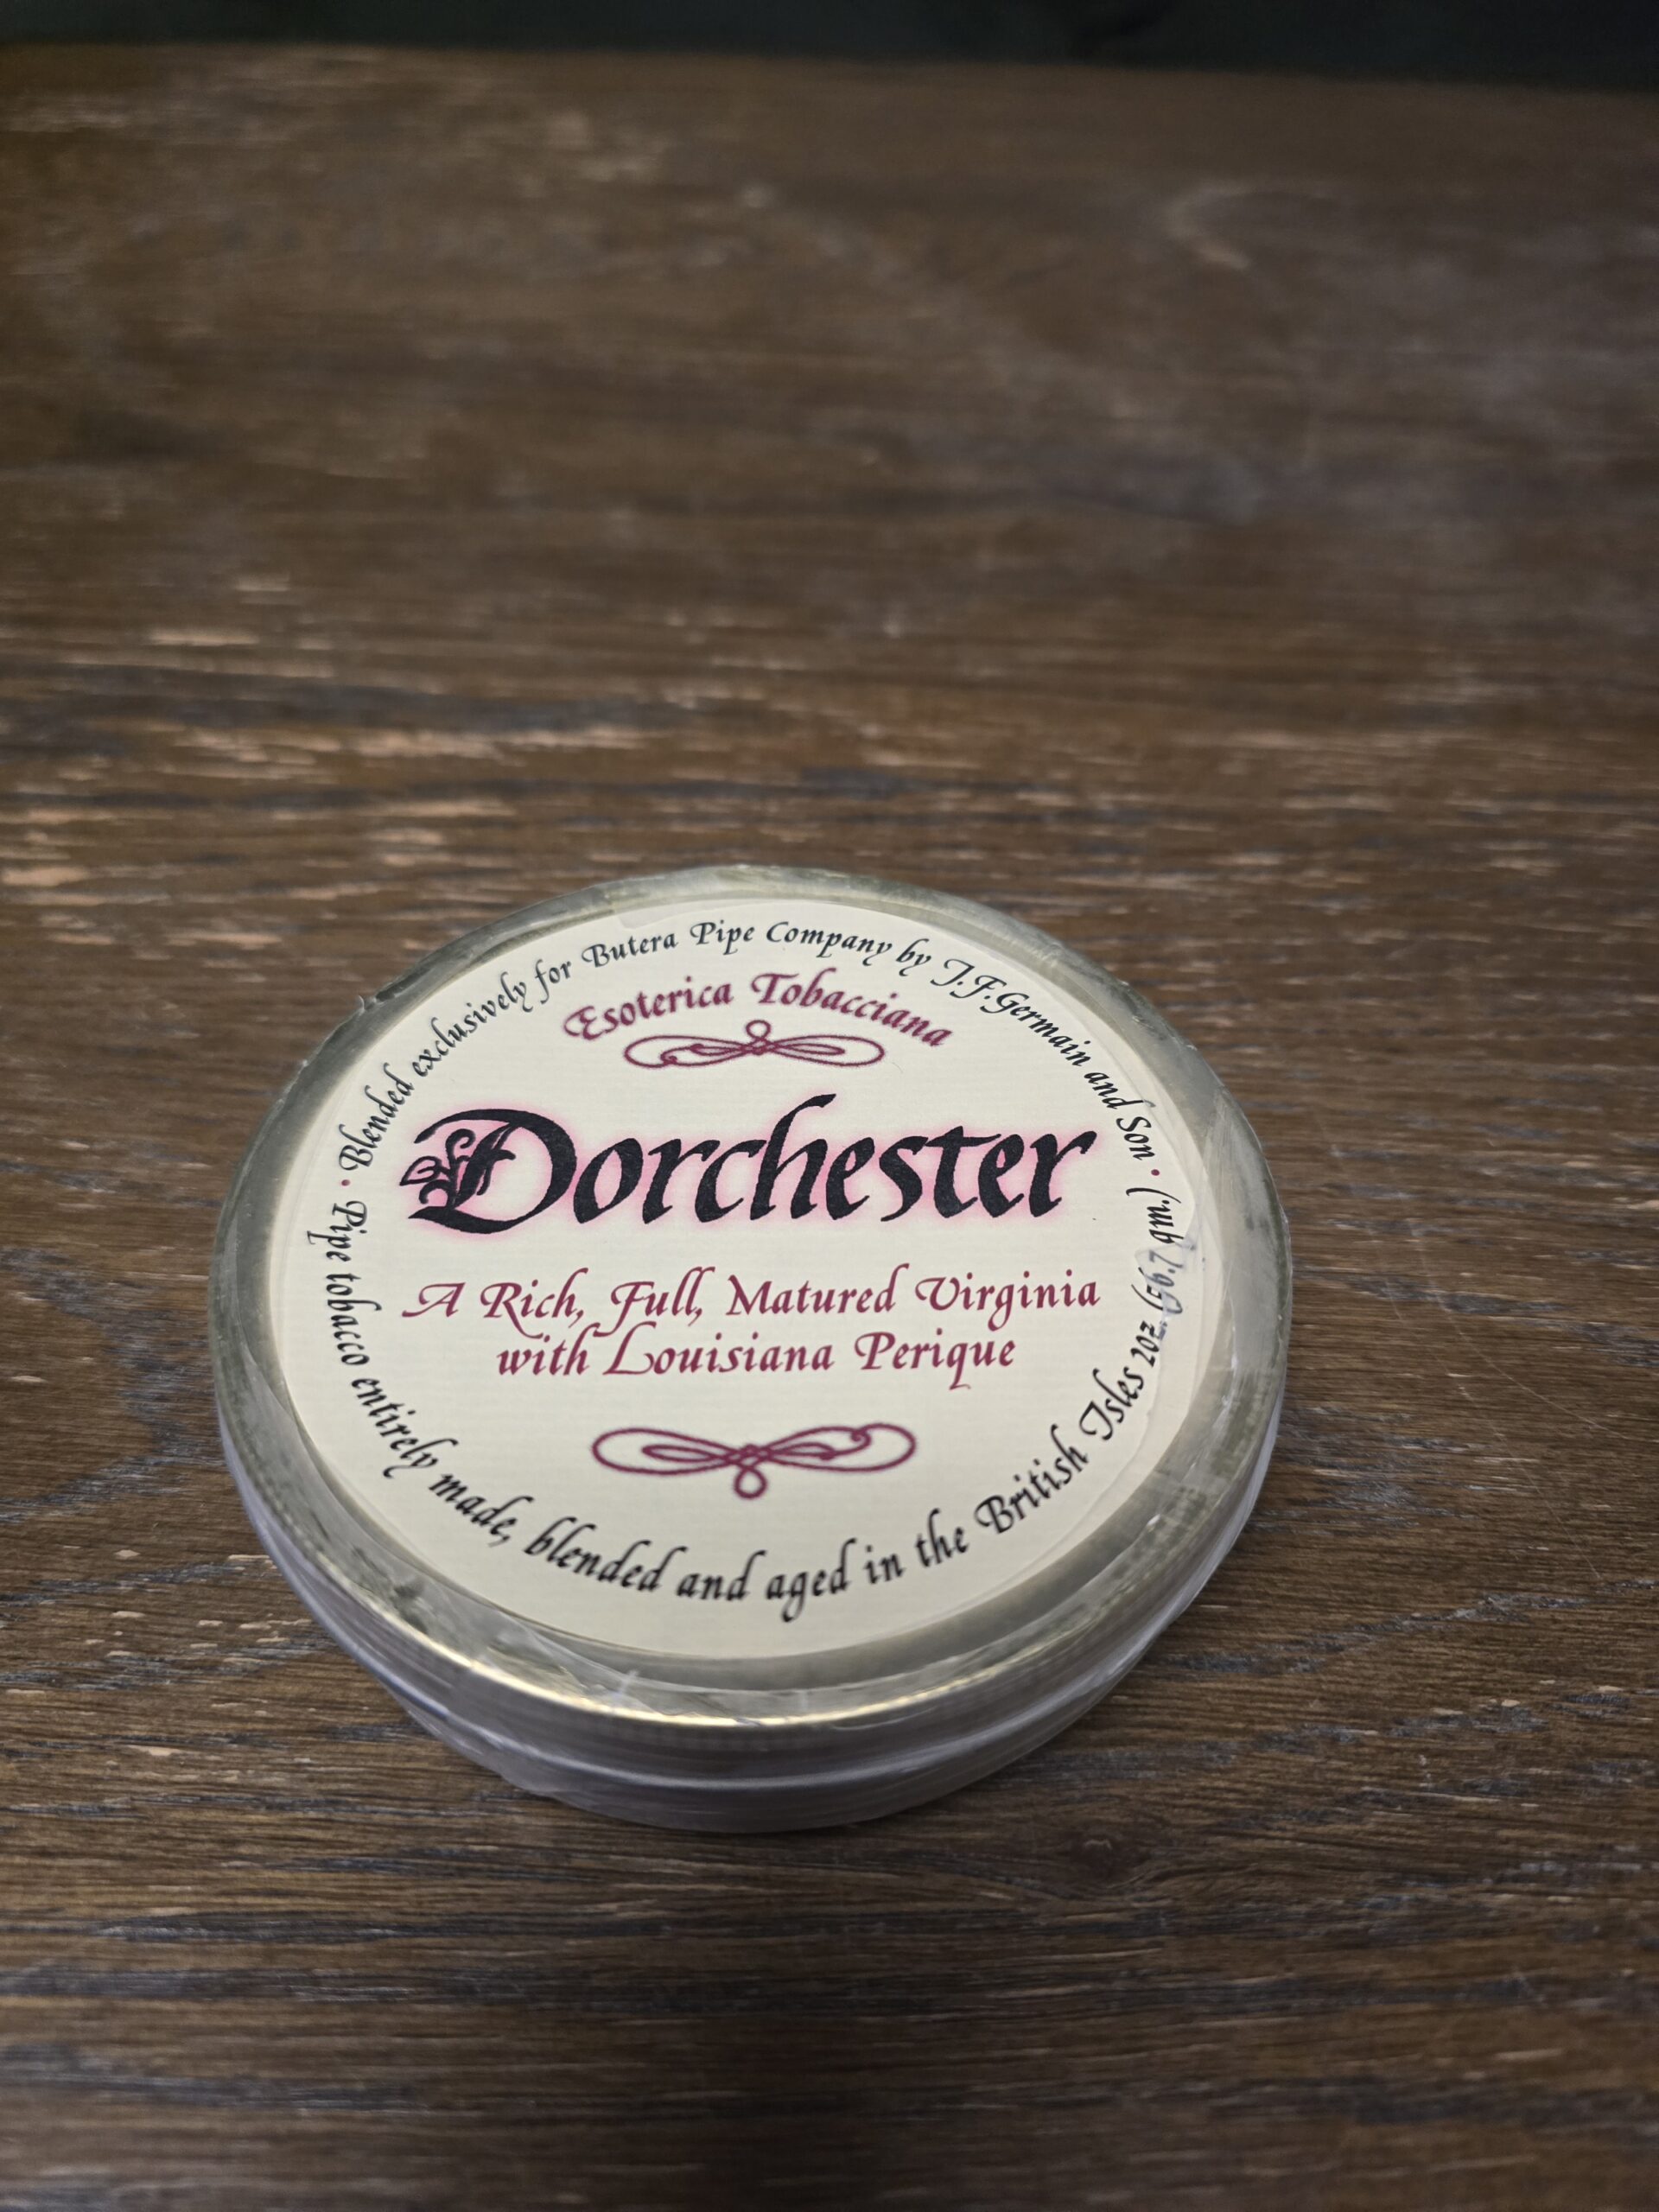 · Blended exclusively for Butera Pipe Company by J.F.Germain and Son ·
Esoterica Tobacciana
Dorchester
A Rich, Full, Matured Virginia
with Louisiana Perique
Pipe tobacco entirely made, blended and aged in the British Isles 2oz. (56.7 gm.)